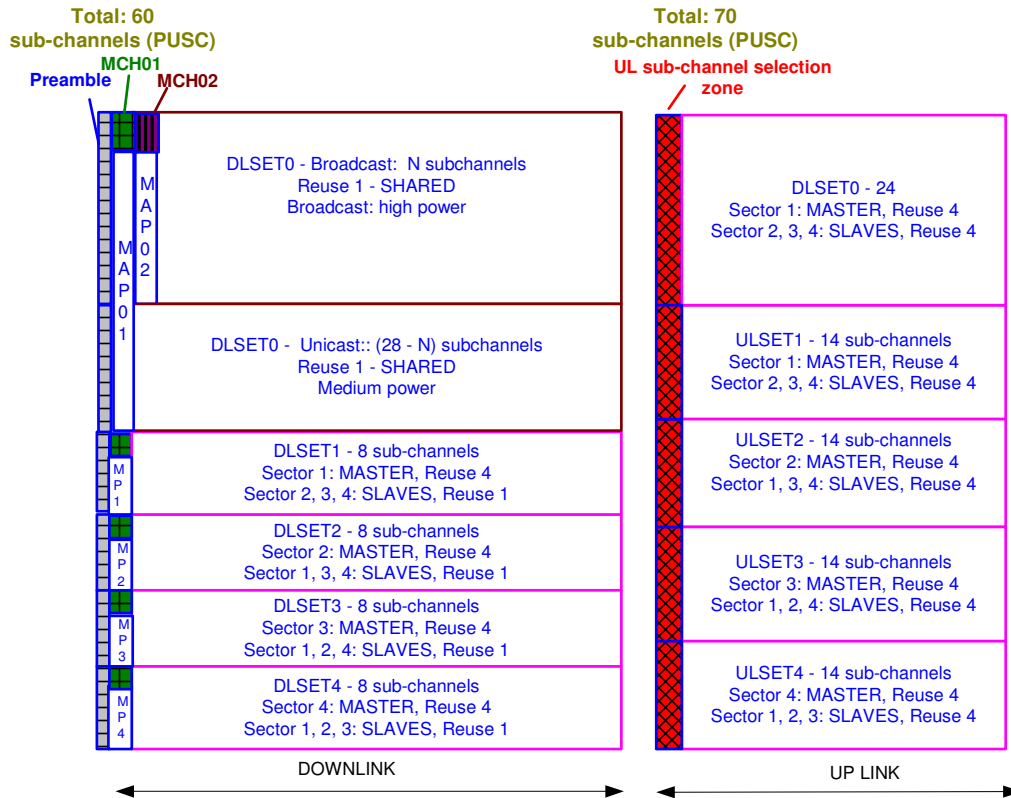 Total: 60
sub-channels (PUSC)
MCH01
Preamble
MCH02
MAP01
MAP02
DLSET0 - Broadcast: N subchannels
Reuse 1 - SHARED
Broadcast: high power
DLSET0 - Unicast:: (28 - N) subchannels
Reuse 1 - SHARED
Medium power
MP1
DLSET1 - 8 sub-channels
Sector 1: MASTER, Reuse 4
Sector 2, 3, 4: SLAVES, Reuse 1
MP2
DLSET2 - 8 sub-channels
Sector 2: MASTER, Reuse 4
Sector 1, 3, 4: SLAVES, Reuse 1
MP3
DLSET3 - 8 sub-channels
Sector 3: MASTER, Reuse 4
Sector 1, 2, 4: SLAVES, Reuse 1
MP4
DLSET4 - 8 sub-channels
Sector 4: MASTER, Reuse 4
Sector 1, 2, 3: SLAVES, Reuse 1
DOWNLINK
Total: 70
sub-channels (PUSC)
UL sub-channel selection
zone
DLSET0 - 24
Sector 1: MASTER, Reuse 4
Sector 2, 3, 4: SLAVES, Reuse 4
ULSET1 - 14 sub-channels
Sector 1: MASTER, Reuse 4
Sector 2, 3, 4: SLAVES, Reuse 4
ULSET2 - 14 sub-channels
Sector 2: MASTER, Reuse 4
Sector 1, 3, 4: SLAVES, Reuse 4
ULSET3 - 14 sub-channels
Sector 3: MASTER, Reuse 4
Sector 1, 2, 4: SLAVES, Reuse 4
ULSET4 - 14 sub-channels
Sector 4: MASTER, Reuse 4
Sector 1, 2, 3: SLAVES, Reuse 4
UP LINK